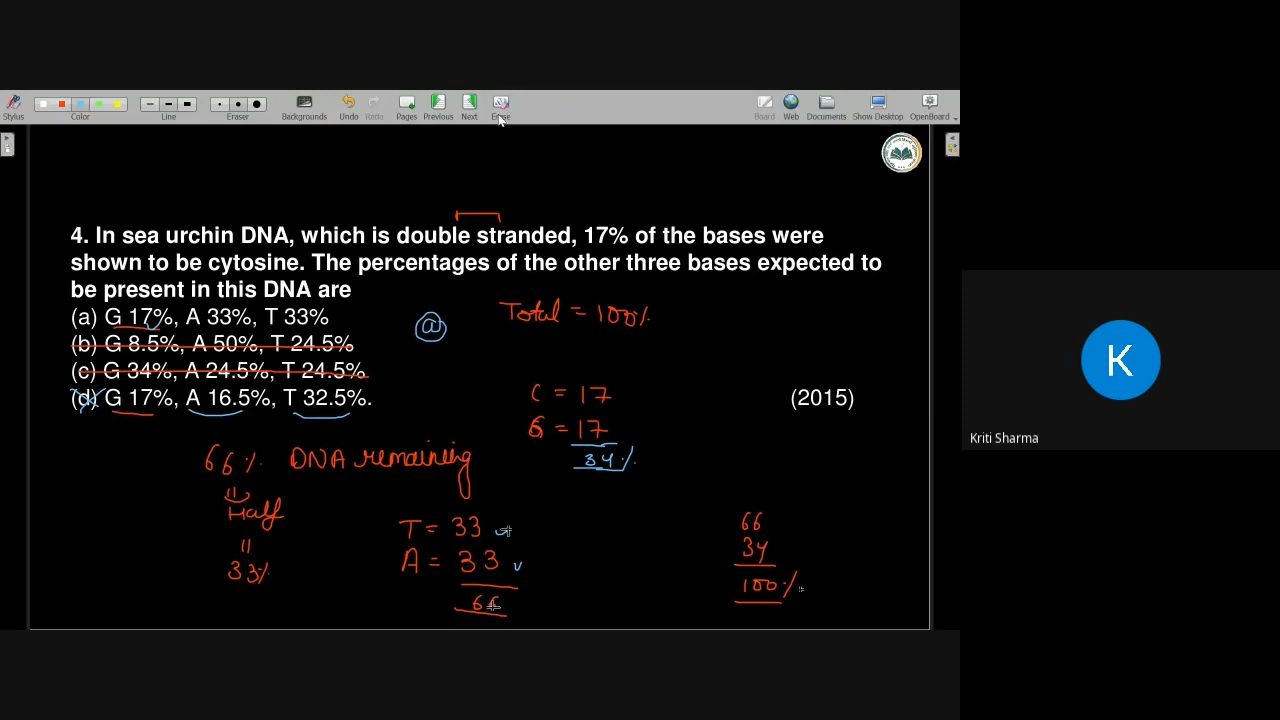 Stylus Color Line Eraser Backgrounds Undo Redo Pages Previous Next Erase Board Web Documents Show Desktop OpenBoard
4. In sea urchin DNA, which is double stranded, 17% of the bases were
shown to be cytosine. The percentages of the other three bases expected to
be present in this DNA are
(a) G 17%, A 33%, T 33%
(b) G 8.5%, A 50%, T 24.5%
(c) G 34%, A 24.5%, T 24.5%
(d) G 17%, A 16.5%, T 32.5%.
(2015)
a
Total = 100%
C = 17
G = 17
34%
66% DNA remaining
Half
33%
T = 33
A = 33
66
66
34
100%
K
Kriti Sharma